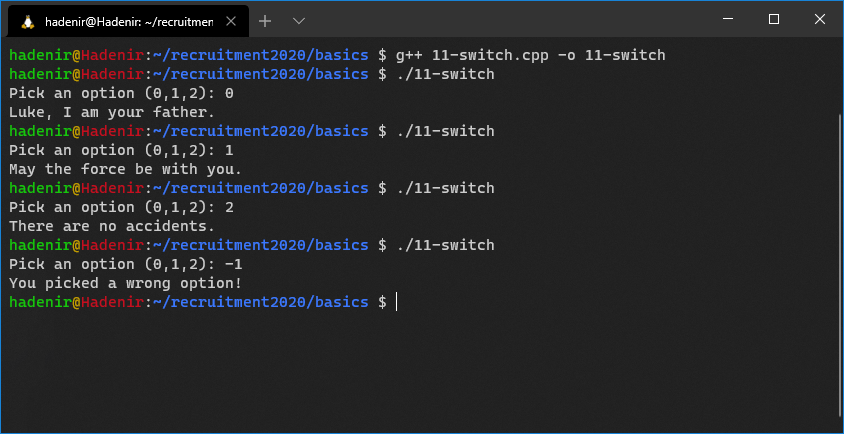 hadenir@Hadenir: ~/recruitmen
hadenir@Hadenir:~/recruitment2020/basics $ g++ 11-switch.cpp -o 11-switch
hadenir@Hadenir:~/recruitment2020/basics $ ./11-switch
Pick an option (0,1,2): 0
Luke, I am your father.
hadenir@Hadenir:~/recruitment2020/basics $ ./11-switch
Pick an option (0,1,2): 1
May the force be with you.
hadenir@Hadenir:~/recruitment2020/basics $ ./11-switch
Pick an option (0,1,2): 2
There are no accidents.
hadenir@Hadenir:~/recruitment2020/basics $ ./11-switch
Pick an option (0,1,2): -1
You picked a wrong option!
hadenir@Hadenir:~/recruitment2020/basics $